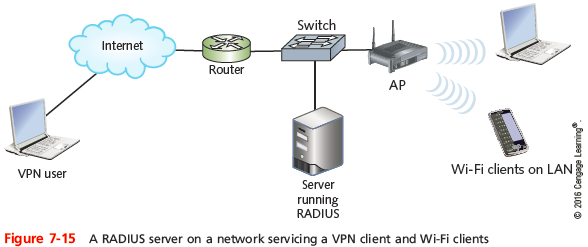 Internet
Router
Switch
AP
VPN user
Server
running
RADIUS
Wi-Fi clients on LAN
© 2016 Cengage Learning®.
Figure 7-15 A RADIUS server on a network servicing a VPN client and Wi-Fi clients